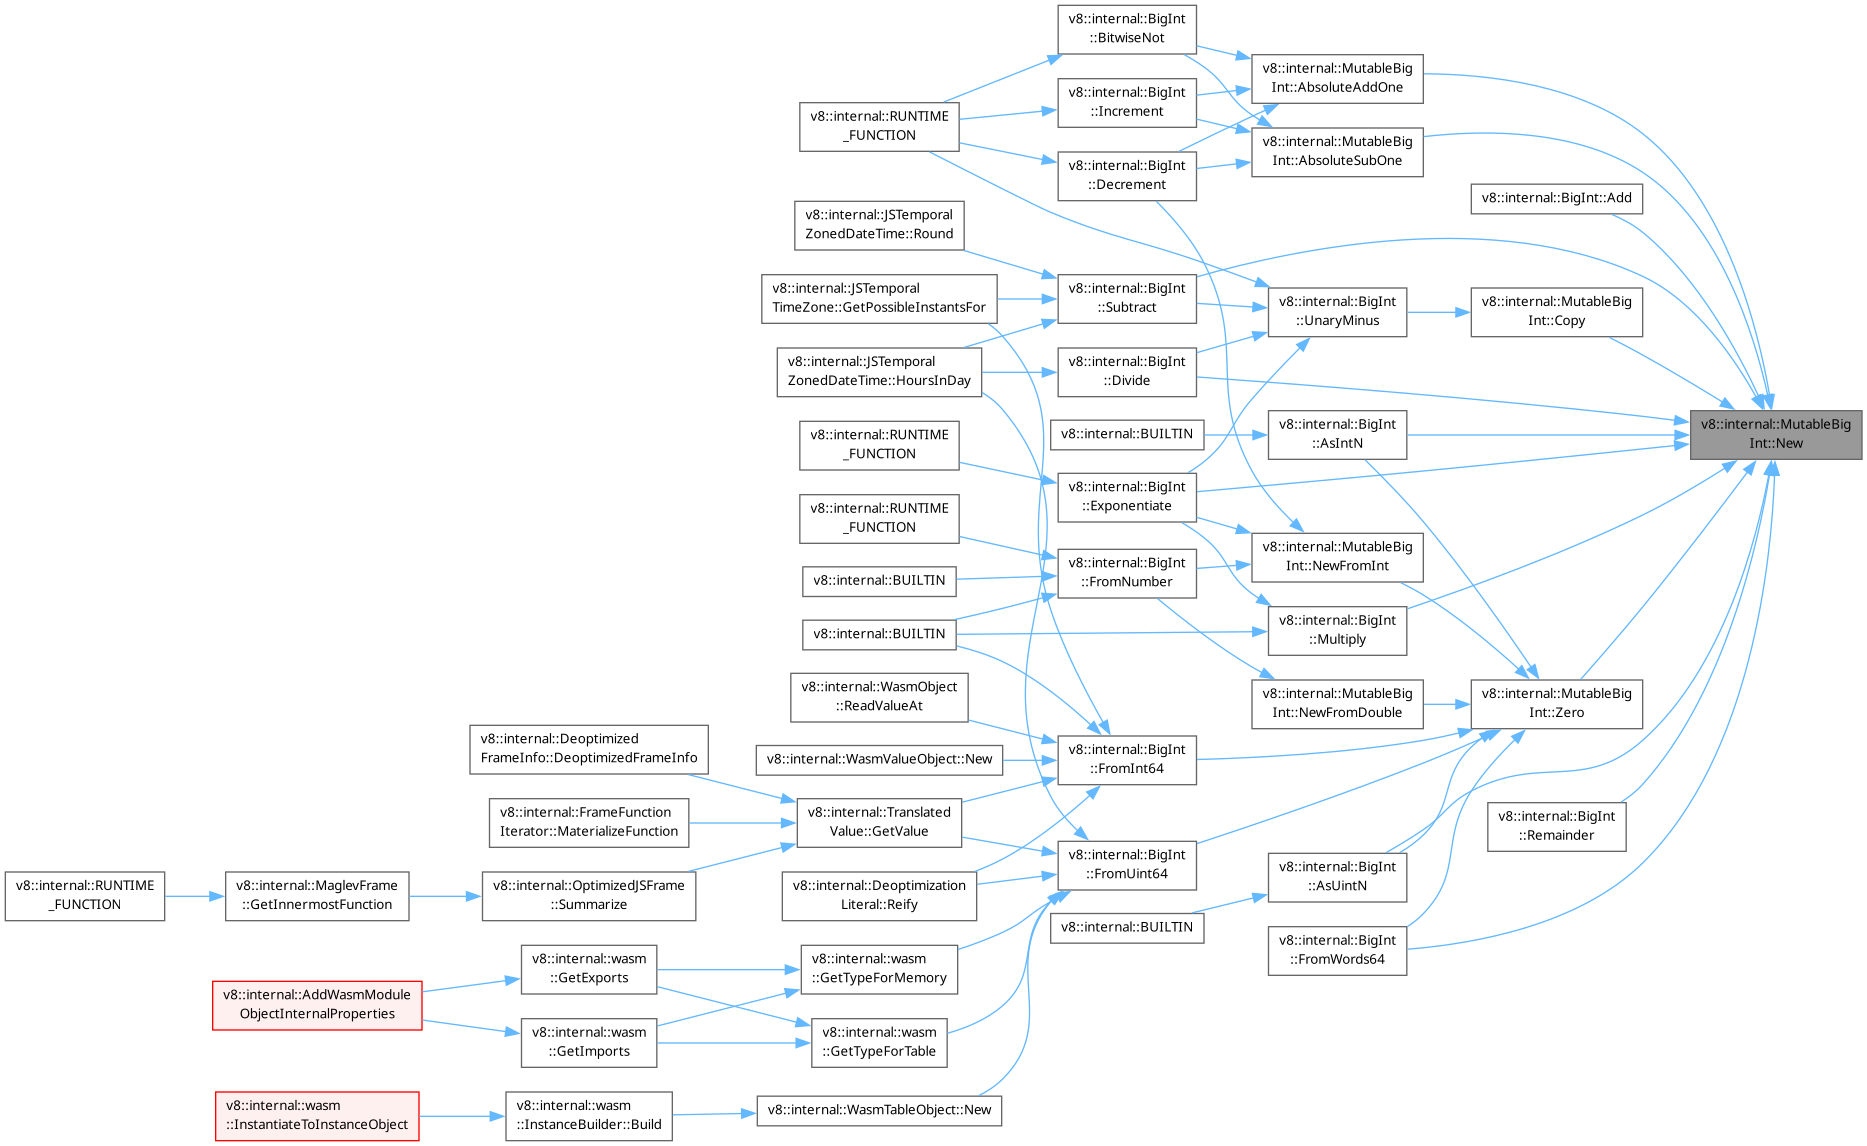 v8::internal::BigInt
::BitwiseNot
v8::internal::MutableBig
Int::AbsoluteAddOne
v8::internal::BigInt
::Increment
v8::internal::RUNTIME
_FUNCTION
v8::internal::MutableBig
Int::AbsoluteSubOne
v8::internal::BigInt
::Decrement
v8::internal::BigInt::Add
v8::internal::JSTemporal
ZonedDateTime::Round
v8::internal::JSTemporal
TimeZone::GetPossibleInstantsFor
v8::internal::BigInt
::Subtract
v8::internal::BigInt
::UnaryMinus
v8::internal::MutableBig
Int::Copy
v8::internal::JSTemporal
ZonedDateTime::HoursInDay
v8::internal::BigInt
::Divide
v8::internal::RUNTIME
_FUNCTION
v8::internal::BUILTIN
v8::internal::BigInt
::AsIntN
v8::internal::MutableBig
Int::New
v8::internal::BigInt
::Exponentiate
v8::internal::RUNTIME
_FUNCTION
v8::internal::MutableBig
Int::NewFromInt
v8::internal::BigInt
::FromNumber
v8::internal::BUILTIN
v8::internal::BUILTIN
v8::internal::BigInt
::Multiply
v8::internal::WasmObject
::ReadValueAt
v8::internal::MutableBig
Int::NewFromDouble
v8::internal::MutableBig
Int::Zero
v8::internal::Deoptimized
FrameInfo::DeoptimizedFrameInfo
v8::internal::WasmValueObject::New
v8::internal::BigInt
::FromInt64
v8::internal::FrameFunction
Iterator::MaterializeFunction
v8::internal::Translated
Value::GetValue
v8::internal::BigInt
::Remainder
v8::internal::BigInt
::FromUint64
v8::internal::BigInt
::AsUintN
v8::internal::RUNTIME
_FUNCTION
v8::internal::MaglevFrame
::GetInnermostFunction
v8::internal::OptimizedJSFrame
::Summarize
v8::internal::Deoptimization
Literal::Reify
v8::internal::BUILTIN
v8::internal::BigInt
::FromWords64
v8::internal::wasm
::GetExports
v8::internal::wasm
::GetTypeForMemory
v8::internal::AddWasmModule
ObjectInternalProperties
v8::internal::wasm
::GetImports
v8::internal::wasm
::GetTypeForTable
v8::internal::wasm
::InstantiateToInstanceObject
v8::internal::wasm
::InstanceBuilder::Build
v8::internal::WasmTableObject::New